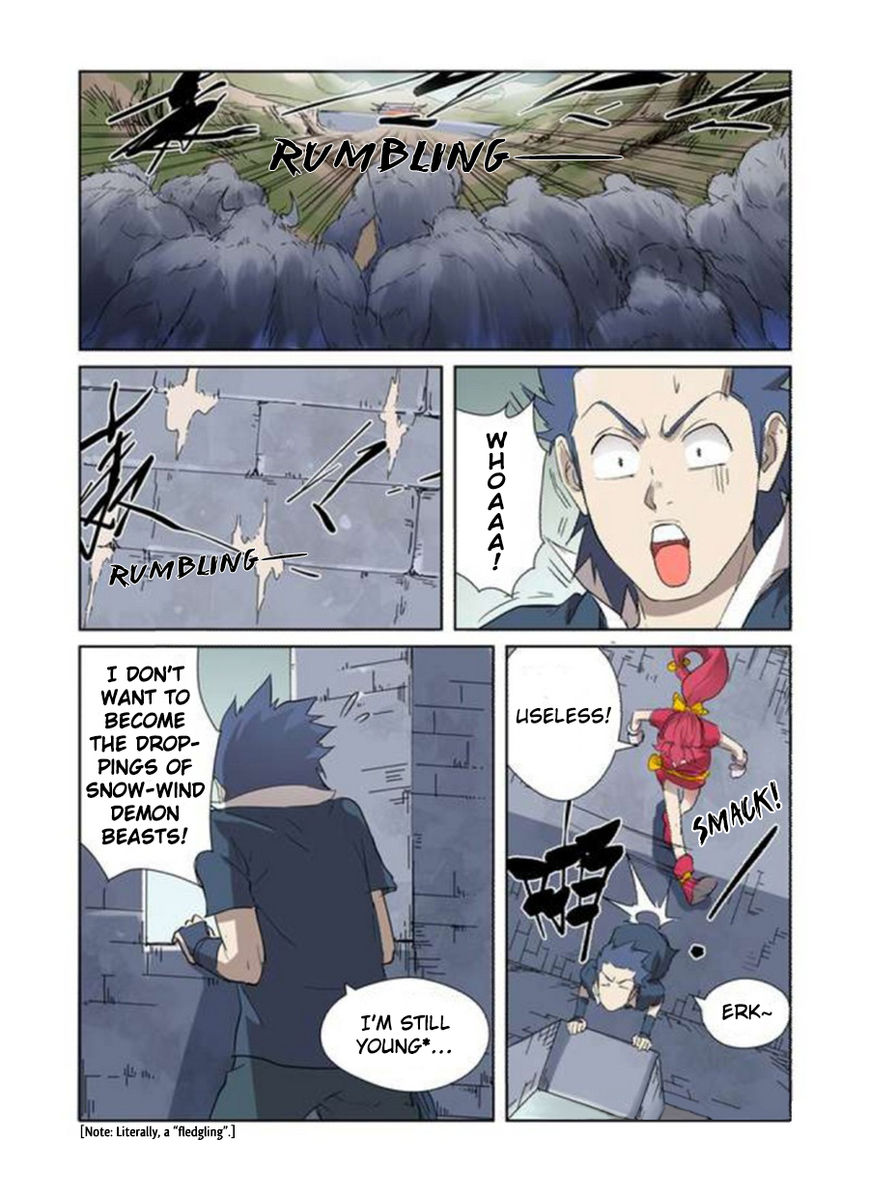 RUMBLING
RUMBLING
WHOAAA!
I DON'T
WANT TO
BECOME
THE DROP-
PINGS OF
SNOW-WIND
DEMON
BEASTS!
I'M STILL
YOUNG*...
USELESS!
SMACK!
ERK~
[Note: Literally, a "fledgling".]